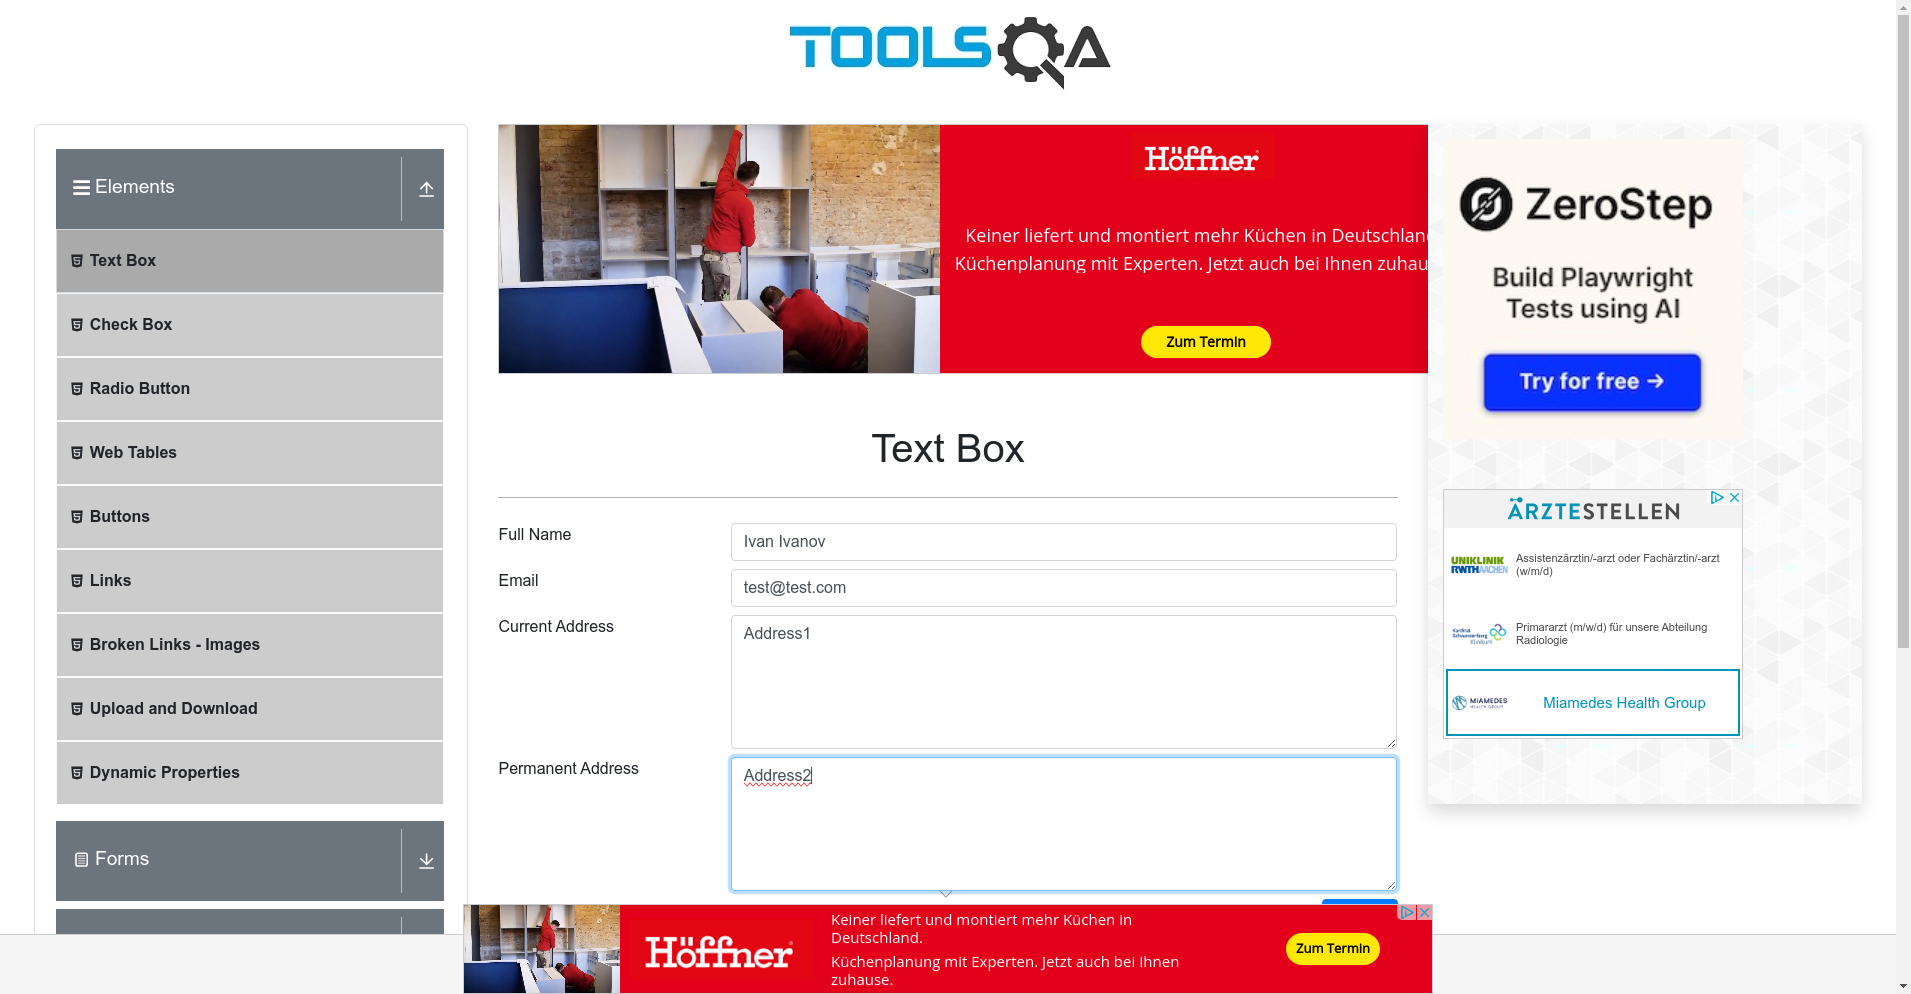 TOOLSQA
Elements
Text Box
Check Box
Radio Button
Web Tables
Buttons
Links
Broken Links - Images
Upload and Download
Dynamic Properties
Forms
Höffner
Keiner liefert und montiert mehr Küchen in Deutschland
Küchenplanung mit Experten. Jetzt auch bei Ihnen zuhau
Zum Termin
Text Box
Full Name
Ivan Ivanov
Email
test@test.com
Current Address
Address1
Permanent Address
Address2
ZeroStep
Build Playwright
Tests using AI
Try for free →
ÄRZTESTELLEN
UNIKLINIK
RWTHAACHEN
Assistenzärztin/-arzt oder Fachärztin/-arzt
(w/m/d)
Kardinal
Schwarzenberg
Klinikum
Primararzt (m/w/d) für unsere Abteilung
Radiologie
MIAMEDES
HEALTH GROUP
Miamedes Health Group
Höffner
Keiner liefert und montiert mehr Küchen in
Deutschland.
Küchenplanung mit Experten. Jetzt auch bei Ihnen
zuhause.
Zum Termin